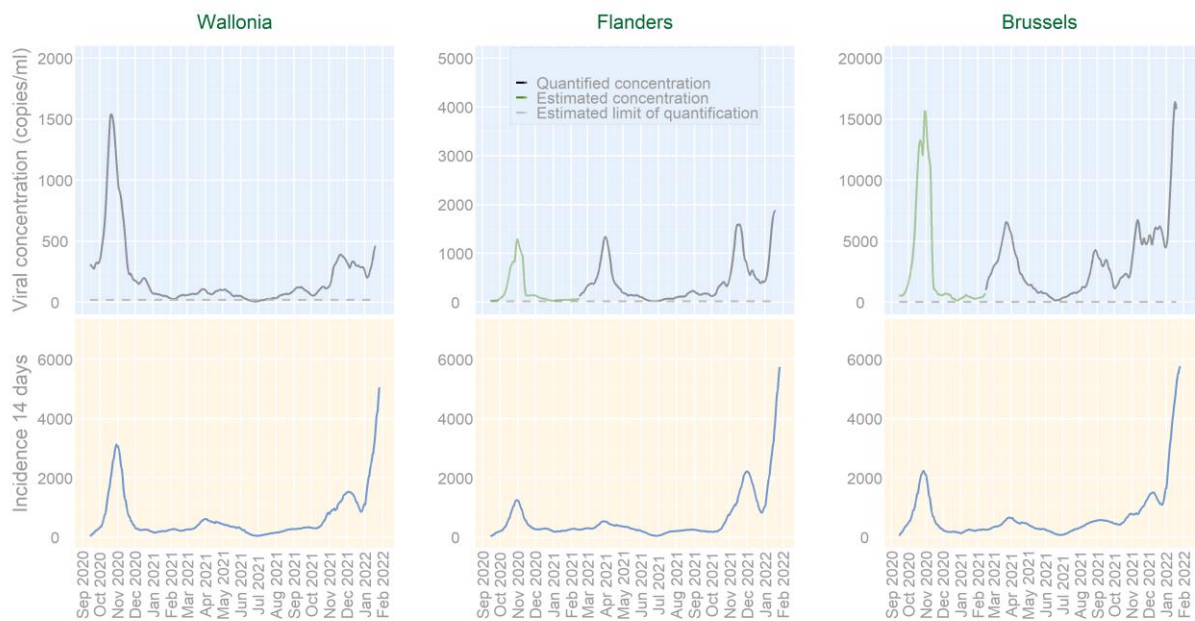 Wallonia
Flanders
Brussels
Viral concentration (copies/ml)
2000
1500
1000
500
0
5000
4000
3000
2000
1000
0
Quantified concentration
Estimated concentration
Estimated limit of quantification
20000
15000
10000
5000
0
Incidence 14 days
6000
4000
2000
0
6000
4000
2000
0
6000
4000
2000
0
Sep 2020
Oct 2020
Nov 2020
Dec 2020
Jan 2021
Feb 2021
Mar 2021
Apr 2021
May 2021
Jun 2021
Jul 2021
Aug 2021
Sep 2021
Oct 2021
Nov 2021
Dec 2021
Jan 2022
Feb 2022
Sep 2020
Oct 2020
Nov 2020
Dec 2020
Jan 2021
Feb 2021
Mar 2021
Apr 2021
May 2021
Jun 2021
Jul 2021
Aug 2021
Sep 2021
Oct 2021
Nov 2021
Dec 2021
Jan 2022
Feb 2022
Sep 2020
Oct 2020
Nov 2020
Dec 2020
Jan 2021
Feb 2021
Mar 2021
Apr 2021
May 2021
Jun 2021
Jul 2021
Aug 2021
Sep 2021
Oct 2021
Nov 2021
Dec 2021
Jan 2022
Feb 2022